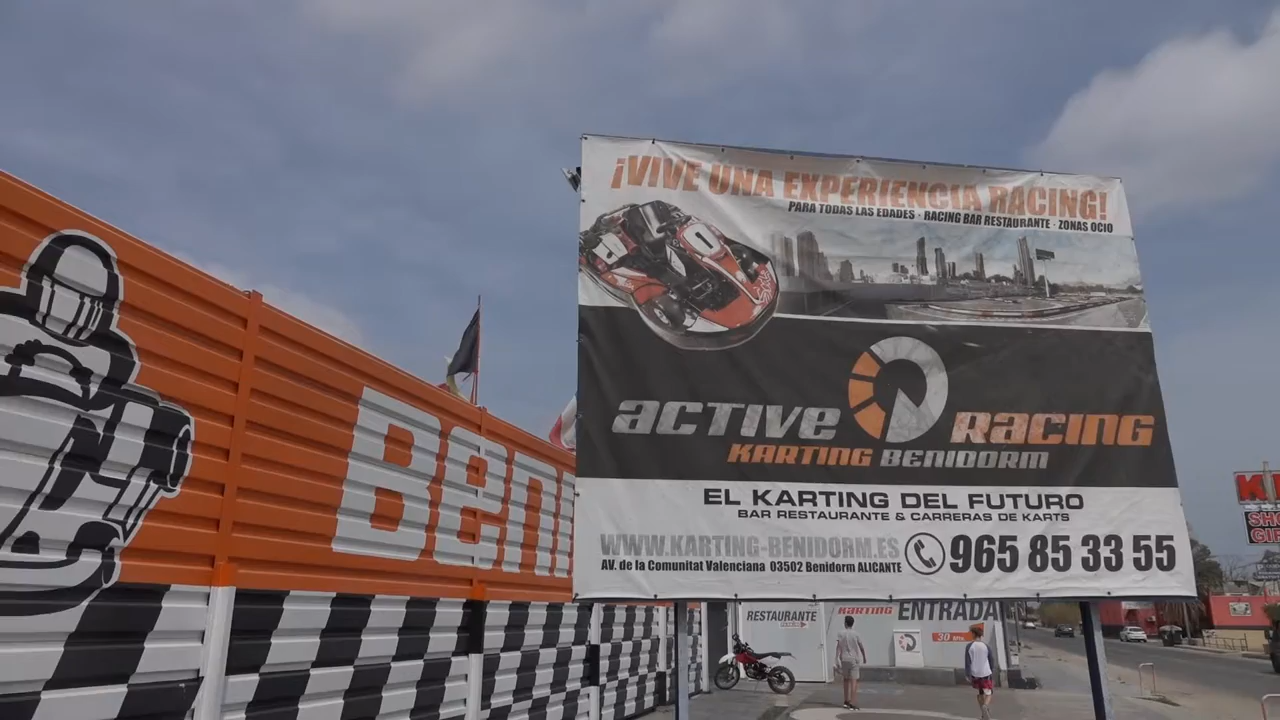 ¡VIVE UNA EXPERIENCIA RACING!
PARA TODAS LAS EDADES · RACING BAR RESTAURANTE · ZONAS OCIO
1
ACTIVE RACING
KARTING BENIDORM
EL KARTING DEL FUTURO
BAR RESTAURANTE & CARRERAS DE KARTS
WWW.KARTING-BENIDORM.ES
AV. de la Comunitat Valenciana 03502 Benidorm ALICANTE
965 85 33 55
BENI
RESTAURANTE
KARTING
ENTRADA
30